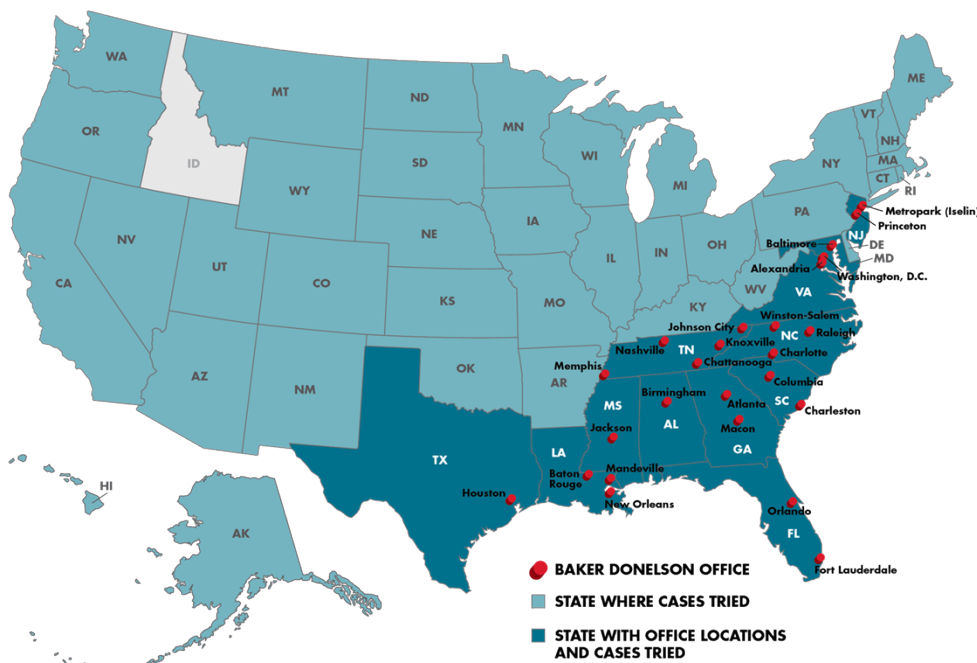 WA
OR
CA
NV
ID
MT
WY
UT
AZ
CO
NM
ND
SD
NE
KS
OK
TX
MN
IA
MO
AR
LA
WI
IL
MI
IN
OH
KY
WV
PA
NY
VT
NH
ME
MA
CT
RI
NJ
DE
MD
VA
NC
TN
SC
MS
AL
GA
FL
HI
AK
Metropark (Iselin)
Princeton
Baltimore
Alexandria
Washington, D.C.
Winston-Salem
Raleigh
Johnson City
Knoxville
Charlotte
Nashville
Chattanooga
Memphis
Columbia
Charleston
Birmingham
Atlanta
Macon
Jackson
Baton
Rouge
Mandeville
New Orleans
Houston
Orlando
Fort Lauderdale
BAKER DONELSON OFFICE
STATE WHERE CASES TRIED
STATE WITH OFFICE LOCATIONS
AND CASES TRIED